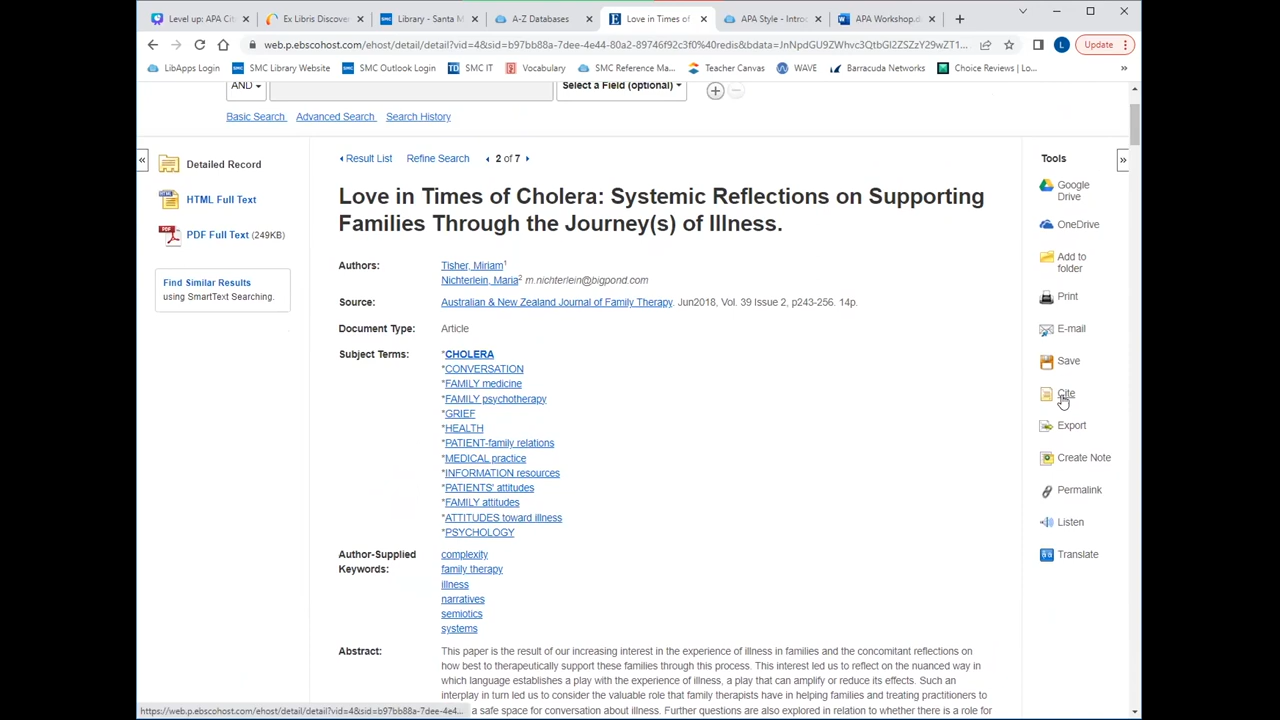 Level up: APA Cit
Ex Libris Discover
Library - Santa M
A-Z Databases
Love in Times of
APA Style - Introd
APA Workshop.d
web.p.ebscohost.com/ehost/detail/detail?vid=4&sid=b97bb88a-7dee-4e44-80a2-89746f92c3f0%40redis&bdata=JnNpdGU9ZWhvc3QtbGl2ZSZzY29wZT1...
Update
LibApps Login
SMC Library Website
SMC Outlook Login
SMC IT
Vocabulary
SMC Reference Ma...
Teacher Canvas
WAVE
Barracuda Networks
Choice Reviews | Lo...
AND
Select a Field (optional)
Basic Search
Advanced Search
Search History
Detailed Record
HTML Full Text
PDF Full Text (249KB)
Find Similar Results
using SmartText Searching.
Result List Refine Search 2 of 7
Love in Times of Cholera: Systemic Reflections on Supporting
Families Through the Journey(s) of Illness.
Authors: Tisher, Miriam1
Nichterlein, Maria2 m.nichterlein@bigpond.com
Source: Australian & New Zealand Journal of Family Therapy. Jun2018, Vol. 39 Issue 2, p243-256. 14p.
Document Type: Article
Subject Terms: *CHOLERA
*CONVERSATION
*FAMILY medicine
*FAMILY psychotherapy
*GRIEF
*HEALTH
*PATIENT-family relations
*MEDICAL practice
*INFORMATION resources
*PATIENTS' attitudes
*FAMILY attitudes
*ATTITUDES toward illness
*PSYCHOLOGY
Author-Supplied Keywords: complexity
family therapy
illness
narratives
semiotics
systems
Abstract: This paper is the result of our increasing interest in the experience of illness in families and the concomitant reflections on
how best to therapeutically support these families through this process. This interest led us to reflect on the nuanced way in
which language establishes a play with the experience of illness, a play that can amplify or reduce its effects. Such an
interplay in turn led us to consider the valuable role that family therapists have in helping families and treating practitioners to
a safe space for conversation about illness. Further questions are also explored in relation to whether there is a role for
Tools
Google
Drive
OneDrive
Add to
folder
Print
E-mail
Save
Cite
Export
Create Note
Permalink
Listen
Translate
https://web.p.ebscohost.com/ehost/detail/detail?vid=4&sid=b97bb88a-7dee-4e4...